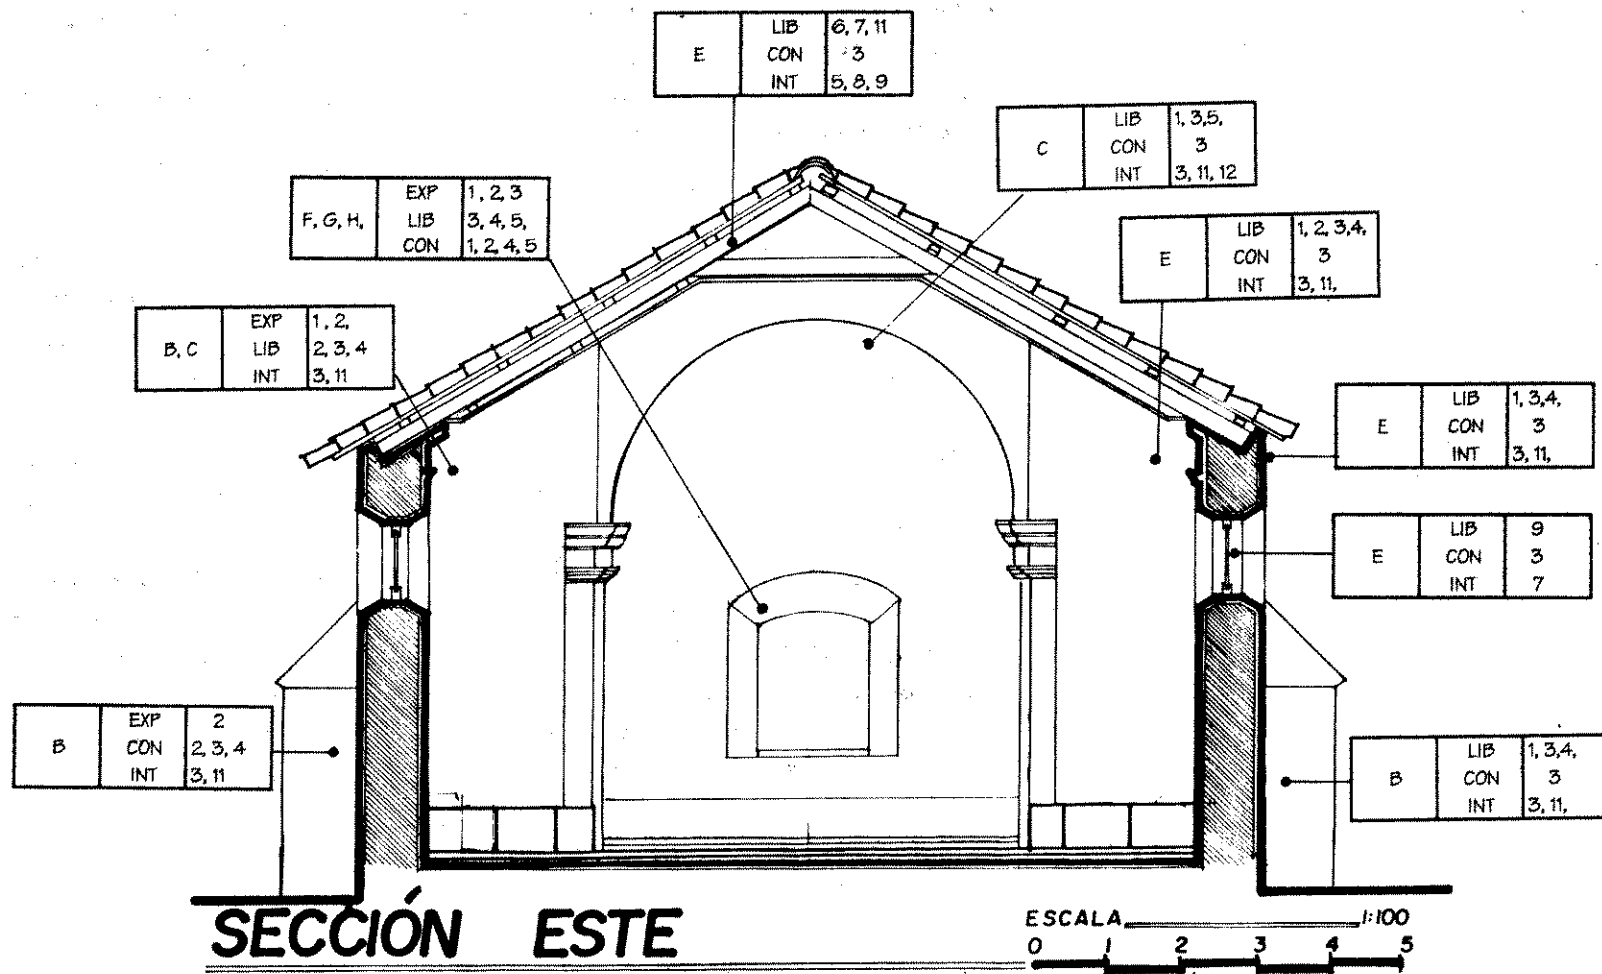 E LIB 6, 7, 11
CON 3
INT 5, 8, 9
C LIB 1, 3,5,
CON 3
INT 3, 11, 12
F, G, H, EXP 1, 2, 3
LIB 3, 4, 5,
CON 1, 2, 4, 5
E LIB 1, 2, 3,4,
CON 3
INT 3, 11,
B, C EXP 1, 2,
LIB 2, 3, 4
INT 3, 11
E LIB 1, 3,4,
CON 3
INT 3, 11,
E LIB 9
CON 3
INT 7
B EXP 2
CON 2, 3, 4
INT 3, 11
B LIB 1, 3,4,
CON 3
INT 3, 11,
SECCIÓN ESTE
ESCALA 1:100
0 1 2 3 4 5